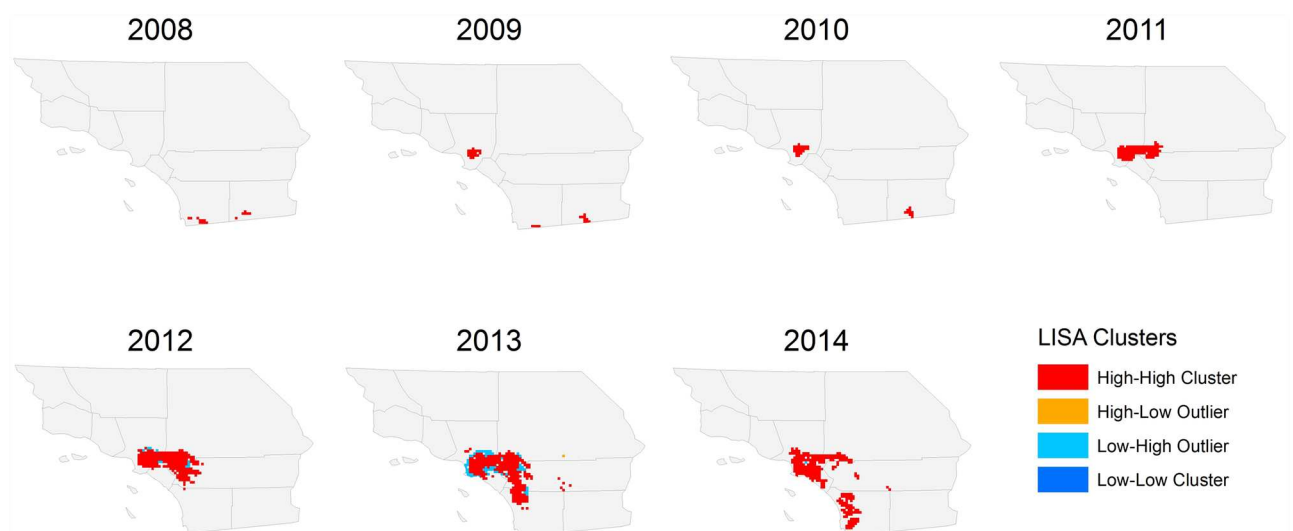 2008
2009
2010
2011
2012
2013
2014
LISA Clusters
High-High Cluster
High-Low Outlier
Low-High Outlier
Low-Low Cluster